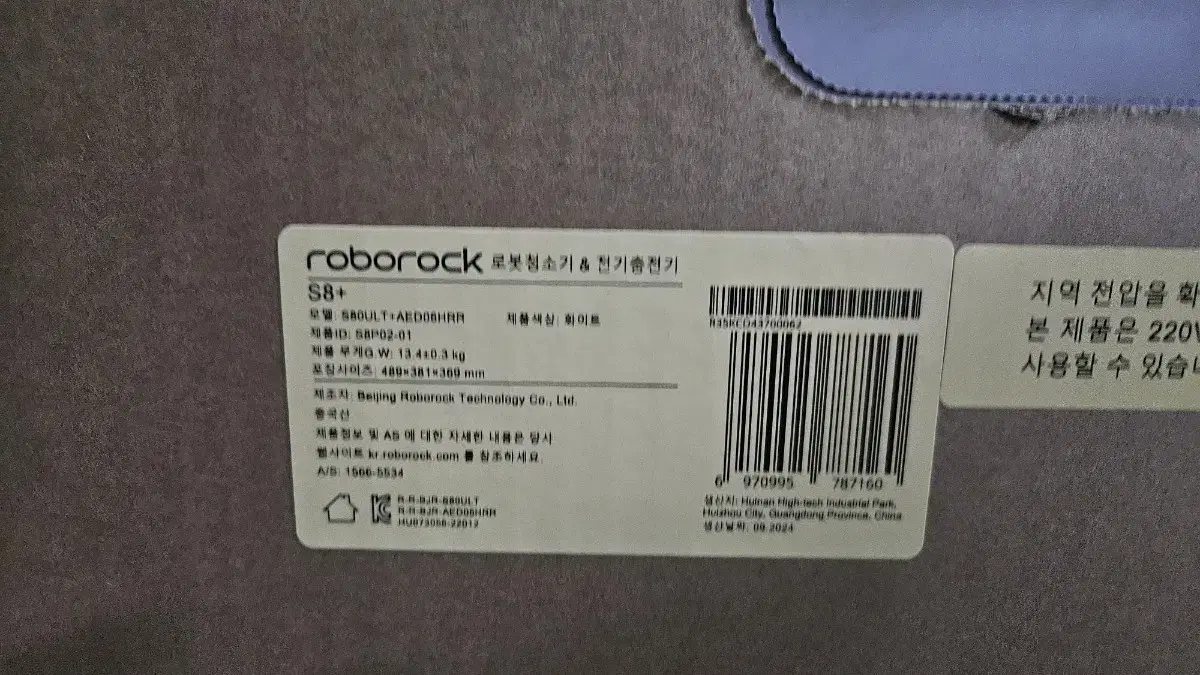 roborock 로봇청소기 & 전기충전기
S8+
모델: S80ULT+AED06HRR 제품색상: 화이트
제품ID: S8P02-01
제품 무게G.W: 13.4±0.3 kg
포장사이즈: 489×381×369 mm
제조자: Beijing Roborock Technology Co., Ltd.
중국산
제품정보 및 AS 에 대한 자세한 내용은 당사
웹사이트 kr.roborock.com 를 참조하세요.
A/S: 1566-5534
R-R-BJR-S80ULT
R-R-BJR-AED06HRR
HU073056-22012
R35KCD43700062
6 970995 787160
생산지: Huinan High-tech Industrial Park,
Huizhou City, Guangdong Province, China
생산날짜: 09.2024
지역 전압을 확
본 제품은 220V
사용할 수 있습니